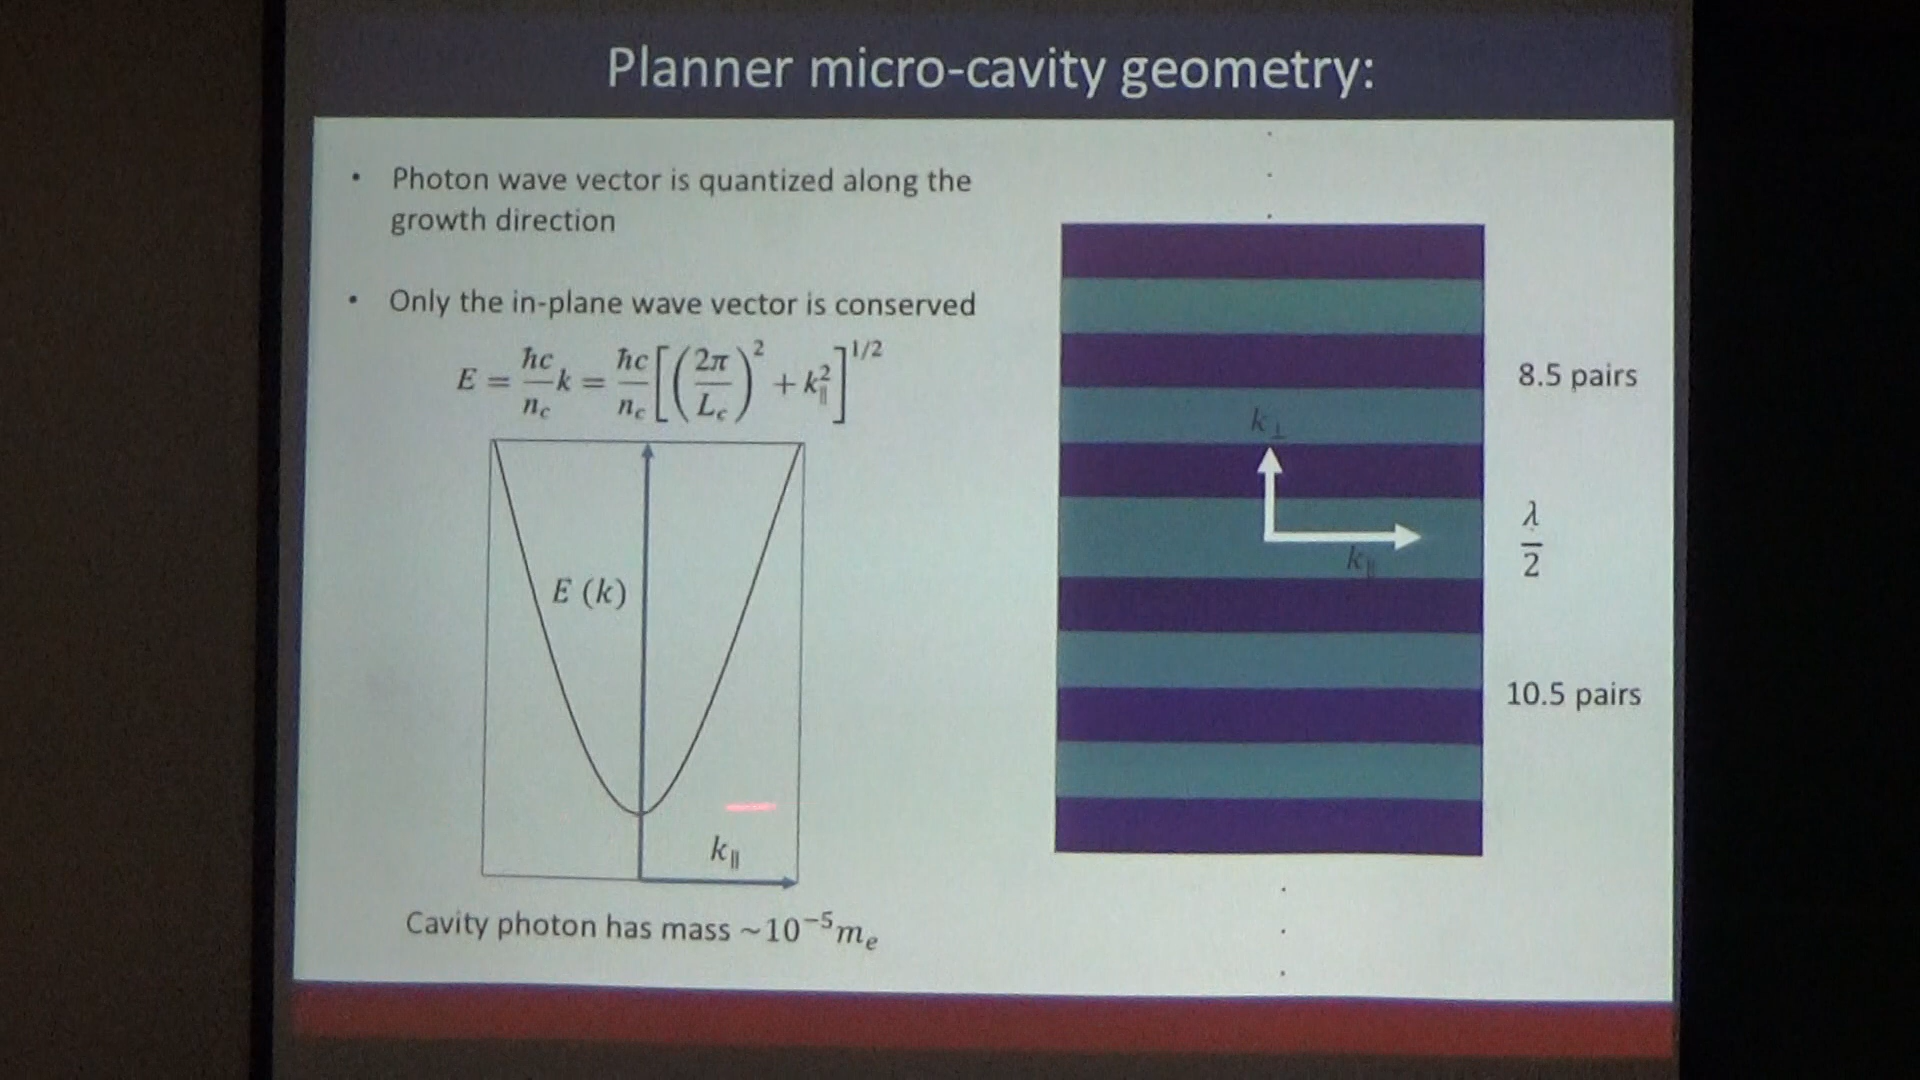 Planner micro-cavity geometry:
• Photon wave vector is quantized along the
growth direction
• Only the in-plane wave vector is conserved
E = ħc/n_c k = ħc/n_c [(2π/L_c)² + k_∥²]^{1/2}
E (k)
k_∥
Cavity photon has mass ~10⁻⁵m_e
8.5 pairs
k_⊥
λ/2
k_∥
10.5 pairs